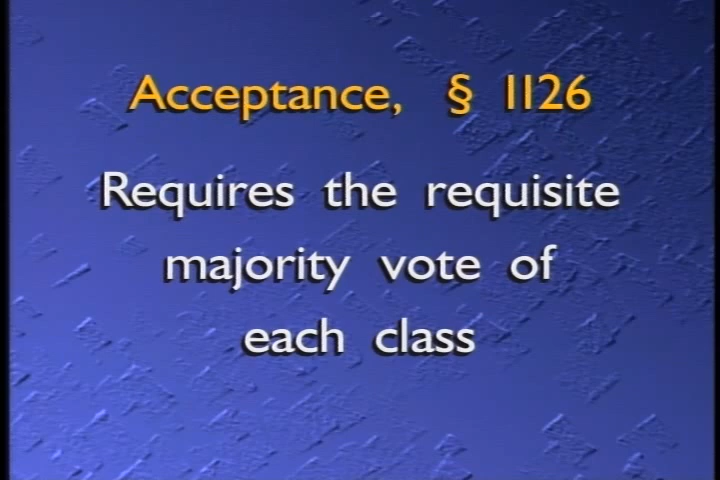 Acceptance, § 1126
Requires the requisite
majority vote of
each class